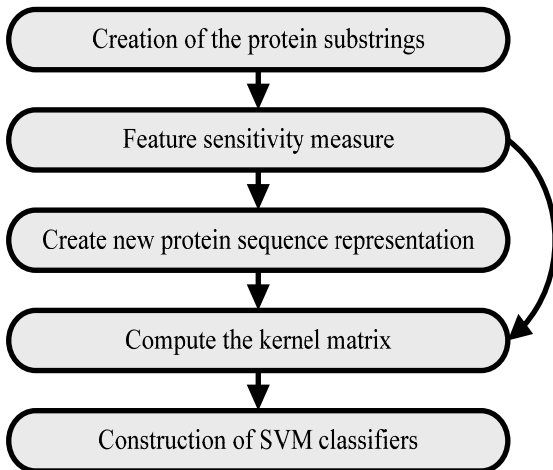 Creation of the protein substrings
Feature sensitivity measure
Create new protein sequence representation
Compute the kernel matrix
Construction of SVM classifiers